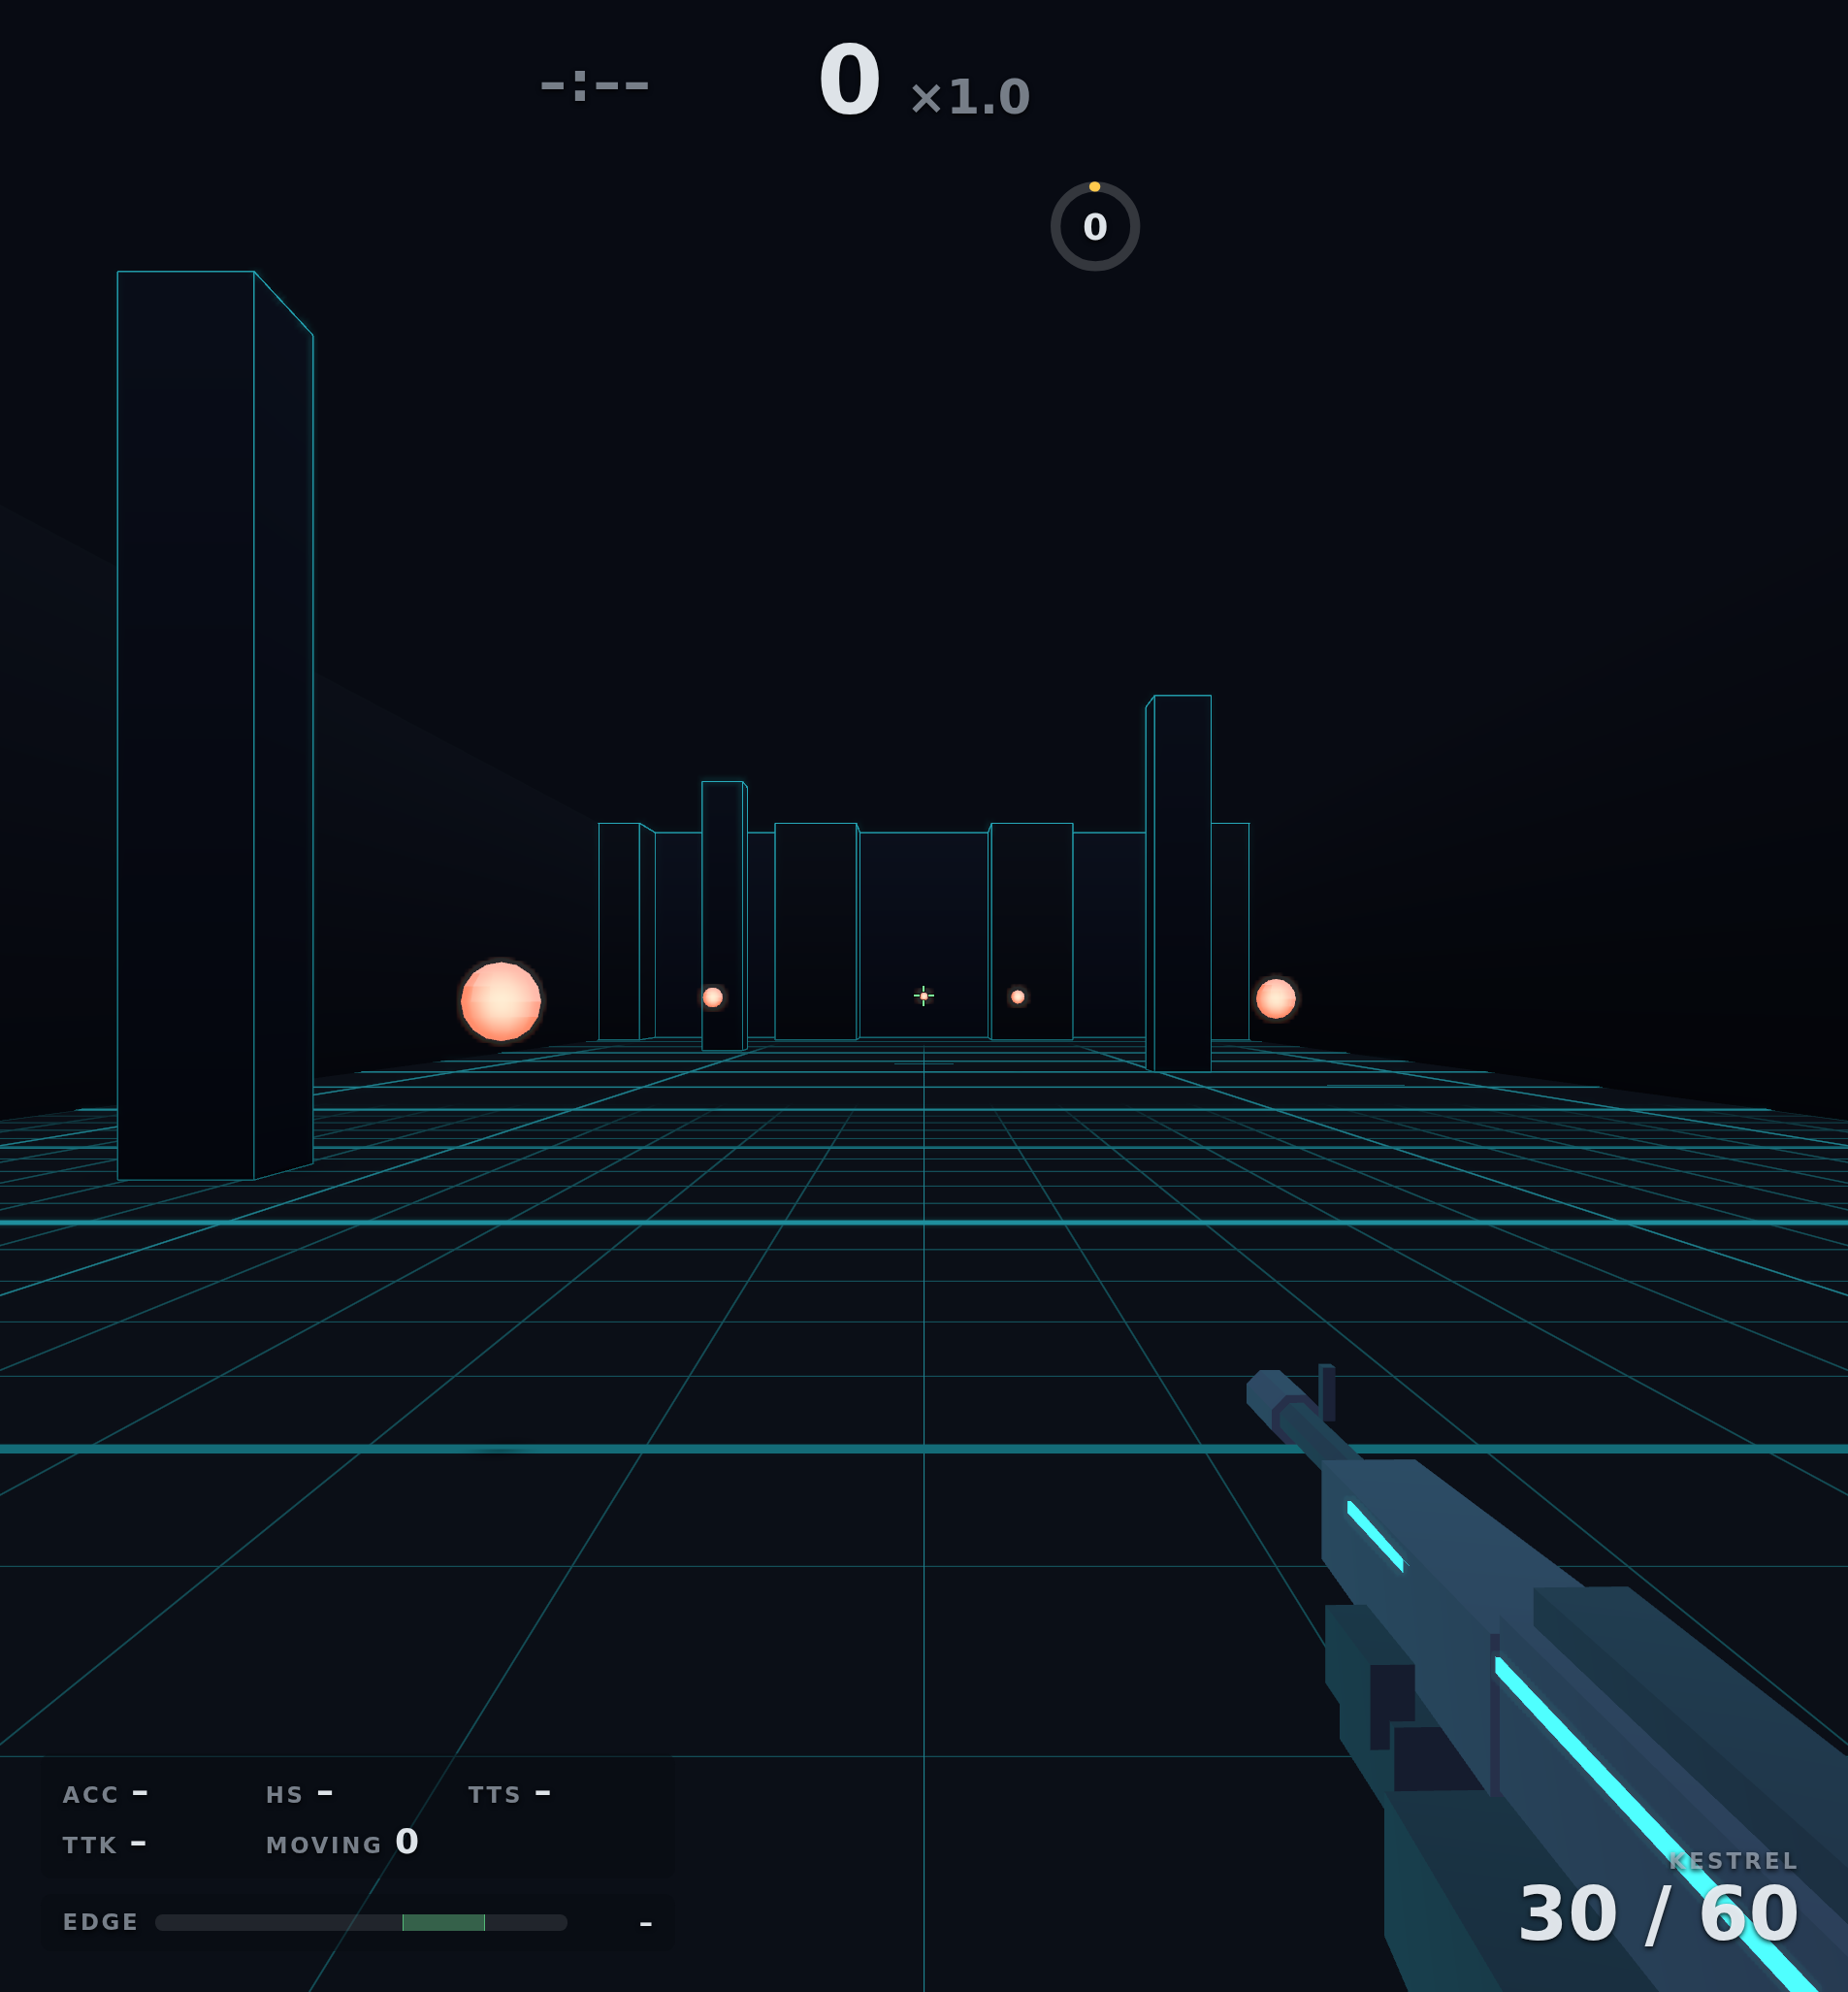 -:-- 0 ×1.0
0
ACC - HS - TTS -
TTK - MOVING 0
EDGE -
KESTREL
30 / 60